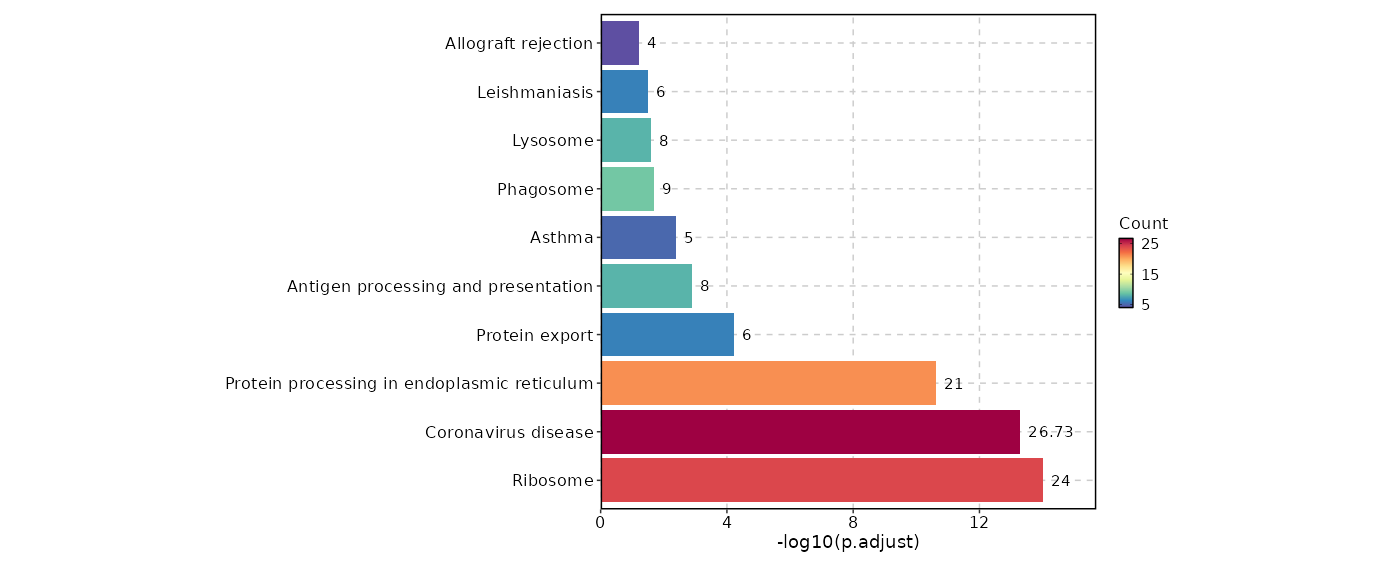 Allograft rejection 4
Leishmaniasis 6
Lysosome 8
Phagosome 9
Asthma 5
Antigen processing and presentation 8
Protein export 6
Protein processing in endoplasmic reticulum 21
Coronavirus disease 26.73
Ribosome 24
0 4 8 12
-log10(p.adjust)
Count
25
15
5